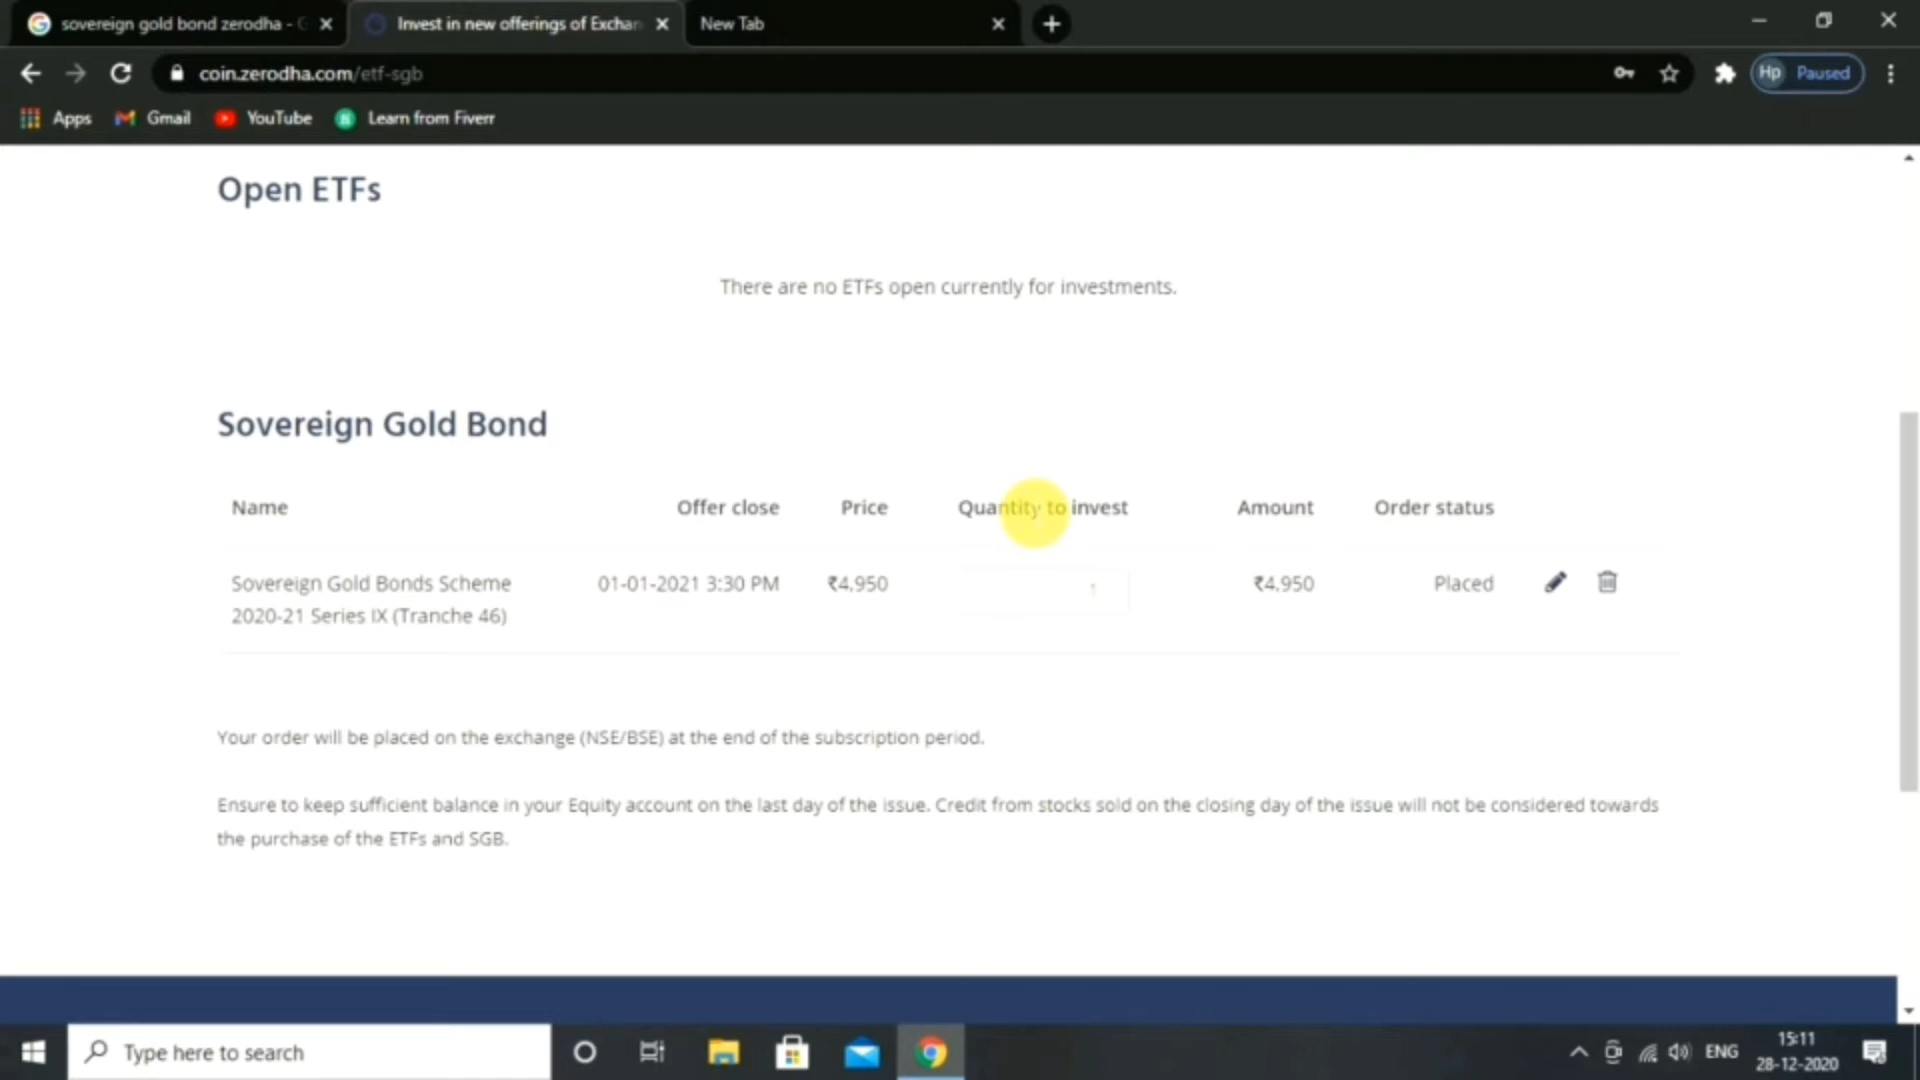 sovereign gold bond zerodha - G
Invest in new offerings of Exchan
New Tab
coin.zerodha.com/etf-sgb
Hp Paused
Apps Gmail YouTube Learn from Fiverr
Open ETFs
There are no ETFs open currently for investments.
Sovereign Gold Bond
Name Offer close Price Quantity to invest Amount Order status
Sovereign Gold Bonds Scheme 01-01-2021 3:30 PM ₹4,950 1 ₹4,950 Placed
2020-21 Series IX (Tranche 46)
Your order will be placed on the exchange (NSE/BSE) at the end of the subscription period.
Ensure to keep sufficient balance in your Equity account on the last day of the issue. Credit from stocks sold on the closing day of the issue will not be considered towards
the purchase of the ETFs and SGB.
Type here to search
ENG
15:11
28-12-2020